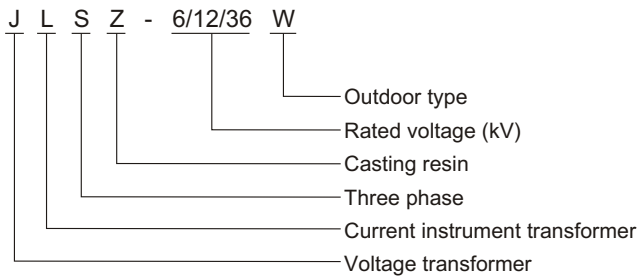 J L S Z - 6/12/36 W
Outdoor type
Rated voltage (kV)
Casting resin
Three phase
Current instrument transformer
Voltage transformer